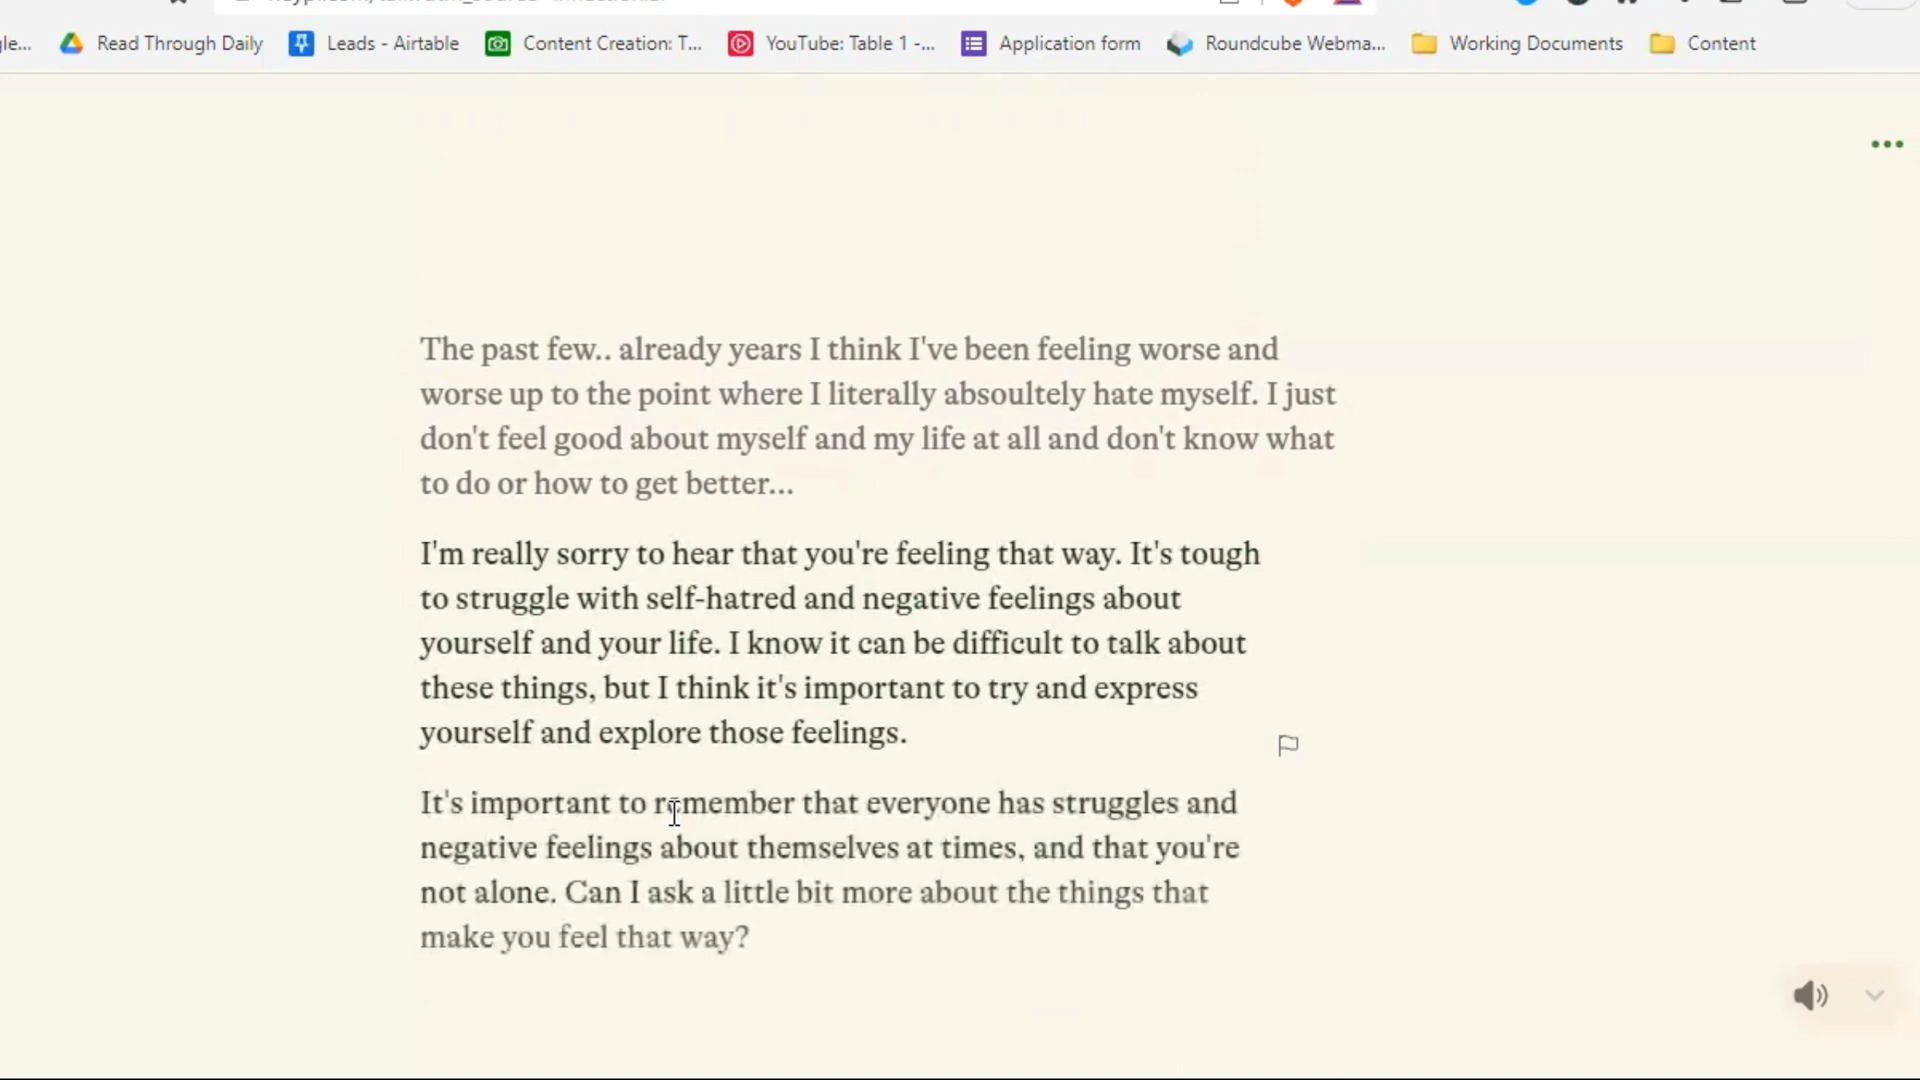 le...
Read Through Daily
Leads - Airtable
Content Creation: T...
YouTube: Table 1 -...
Application form
Roundcube Webma...
Working Documents
Content
The past few.. already years I think I've been feeling worse and
worse up to the point where I literally absoultely hate myself. I just
don't feel good about myself and my life at all and don't know what
to do or how to get better...
I'm really sorry to hear that you're feeling that way. It's tough
to struggle with self-hatred and negative feelings about
yourself and your life. I know it can be difficult to talk about
these things, but I think it's important to try and express
yourself and explore those feelings.
It's important to remember that everyone has struggles and
negative feelings about themselves at times, and that you're
not alone. Can I ask a little bit more about the things that
make you feel that way?